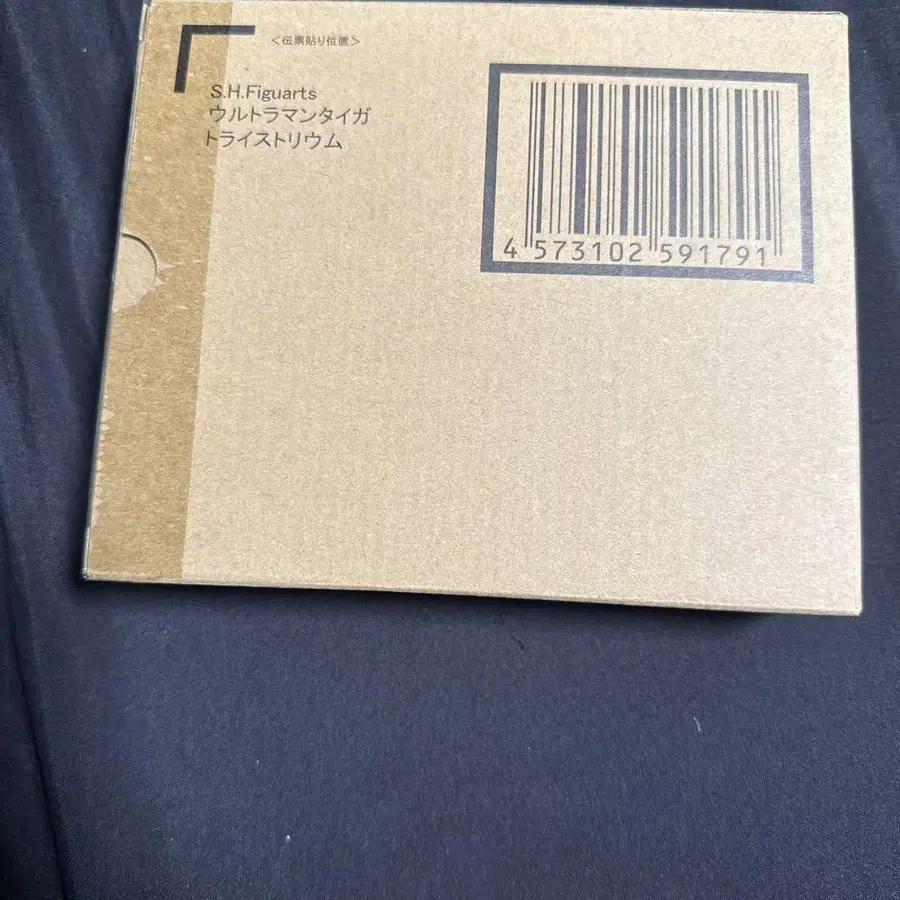 ＜伝票貼り位置＞
S.H.Figuarts
ウルトラマンタイガ
トライストリウム
4 573102 591791